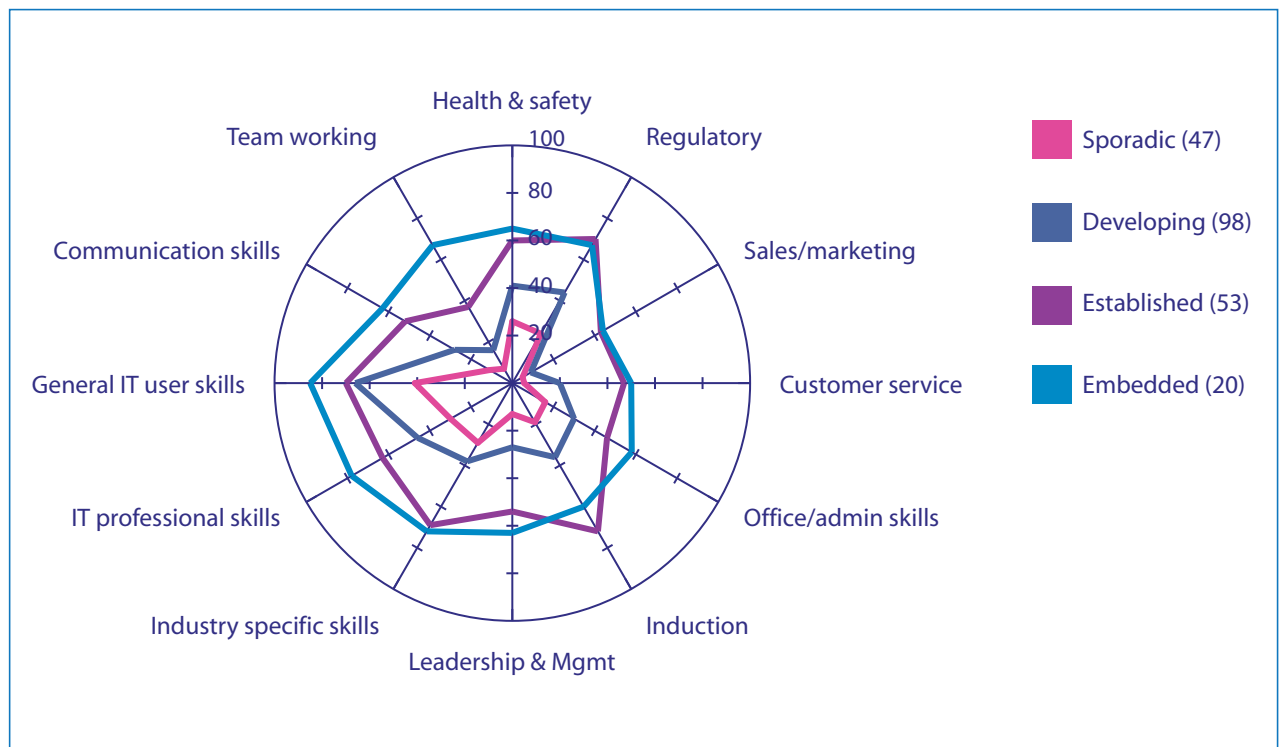 Health & safety
Team working
100
Regulatory
80
Communication skills
60
Sales/marketing
40
20
General IT user skills
Customer service
IT professional skills
Office/admin skills
Industry specific skills
Induction
Leadership & Mgmt
Sporadic (47)
Developing (98)
Established (53)
Embedded (20)